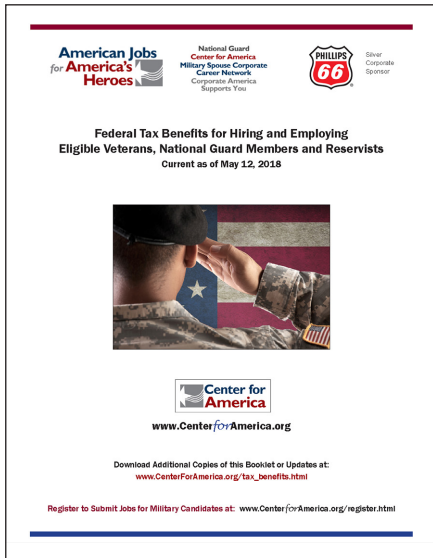 American Jobs
for America's
Heroes
National Guard
Center for America
Military Spouse Corporate
Career Network
Corporate America
Supports You
PHILLIPS
66
Silver
Corporate
Sponsor
Federal Tax Benefits for Hiring and Employing
Eligible Veterans, National Guard Members and Reservists
Current as of May 12, 2018
Center for
America
www.CenterforAmerica.org
Download Additional Copies of this Booklet or Updates at:
www.CenterForAmerica.org/tax_benefits.html
Register to Submit Jobs for Military Candidates at: www.CenterforAmerica.org/register.html